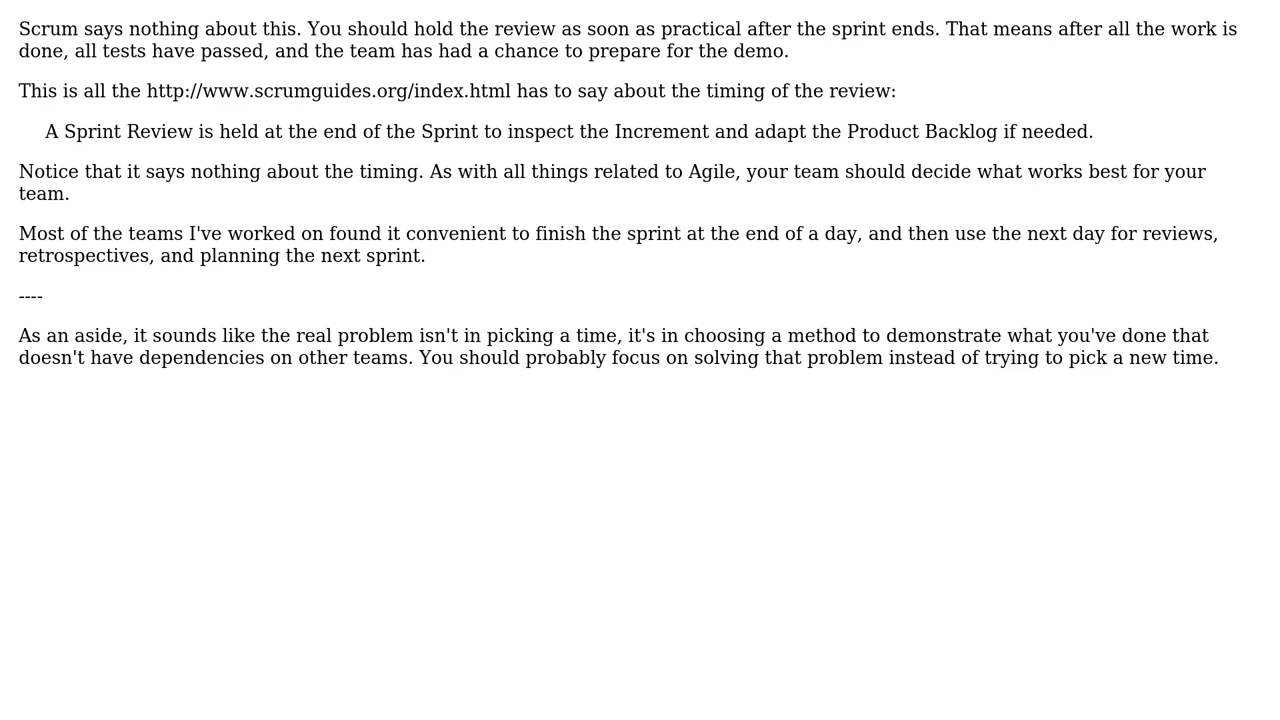 Scrum says nothing about this. You should hold the review as soon as practical after the sprint ends. That means after all the work is
done, all tests have passed, and the team has had a chance to prepare for the demo.
This is all the http://www.scrumguides.org/index.html has to say about the timing of the review:
A Sprint Review is held at the end of the Sprint to inspect the Increment and adapt the Product Backlog if needed.
Notice that it says nothing about the timing. As with all things related to Agile, your team should decide what works best for your
team.
Most of the teams I've worked on found it convenient to finish the sprint at the end of a day, and then use the next day for reviews,
retrospectives, and planning the next sprint.
----
As an aside, it sounds like the real problem isn't in picking a time, it's in choosing a method to demonstrate what you've done that
doesn't have dependencies on other teams. You should probably focus on solving that problem instead of trying to pick a new time.